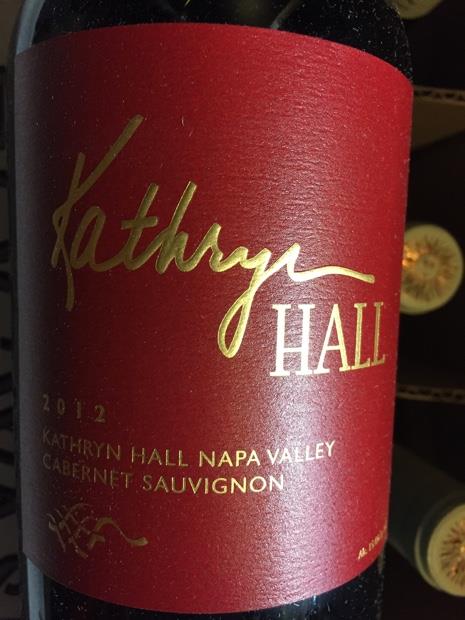 Kathryn
HALL
2012
KATHRYN HALL NAPA VALLEY
CABERNET SAUVIGNON